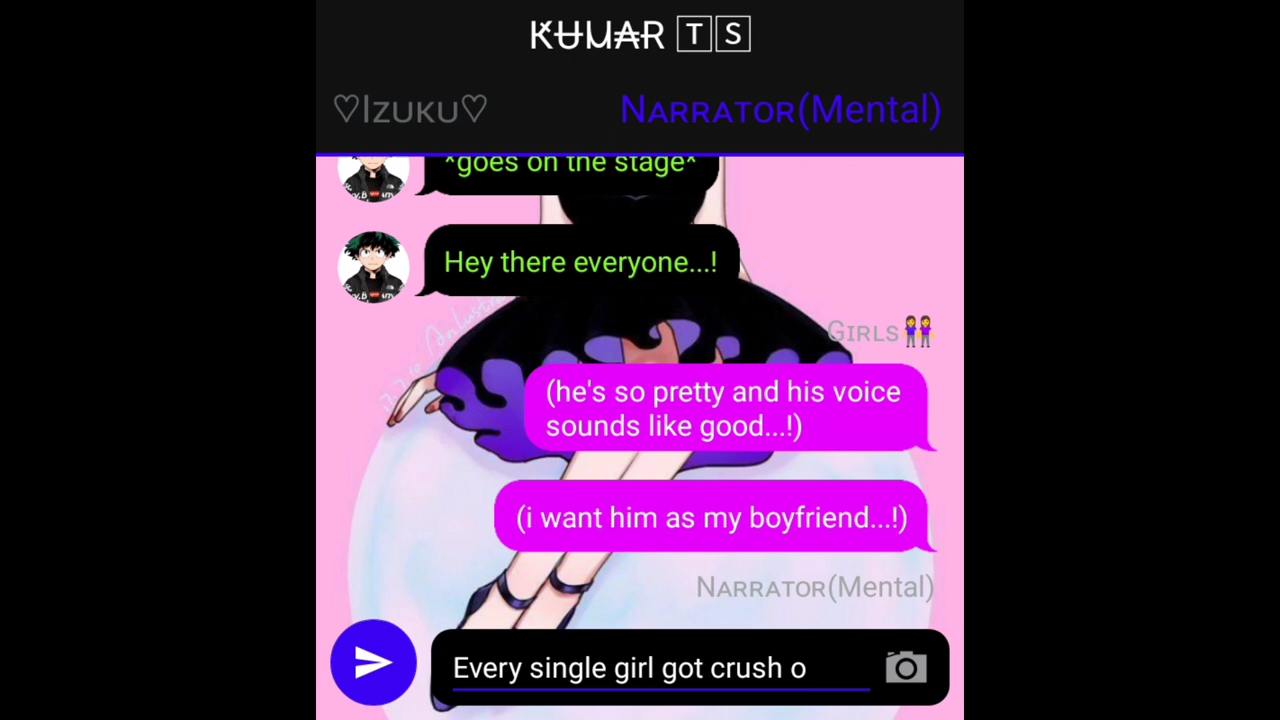 KUUAR 🅃🅂
♡Izuku♡ Narrator(Mental)
*goes on the stage*
Hey there everyone...!
Girls👭
(he's so pretty and his voice
sounds like good...!)
(i want him as my boyfriend...!)
Narrator(Mental)
Every single girl got crush o